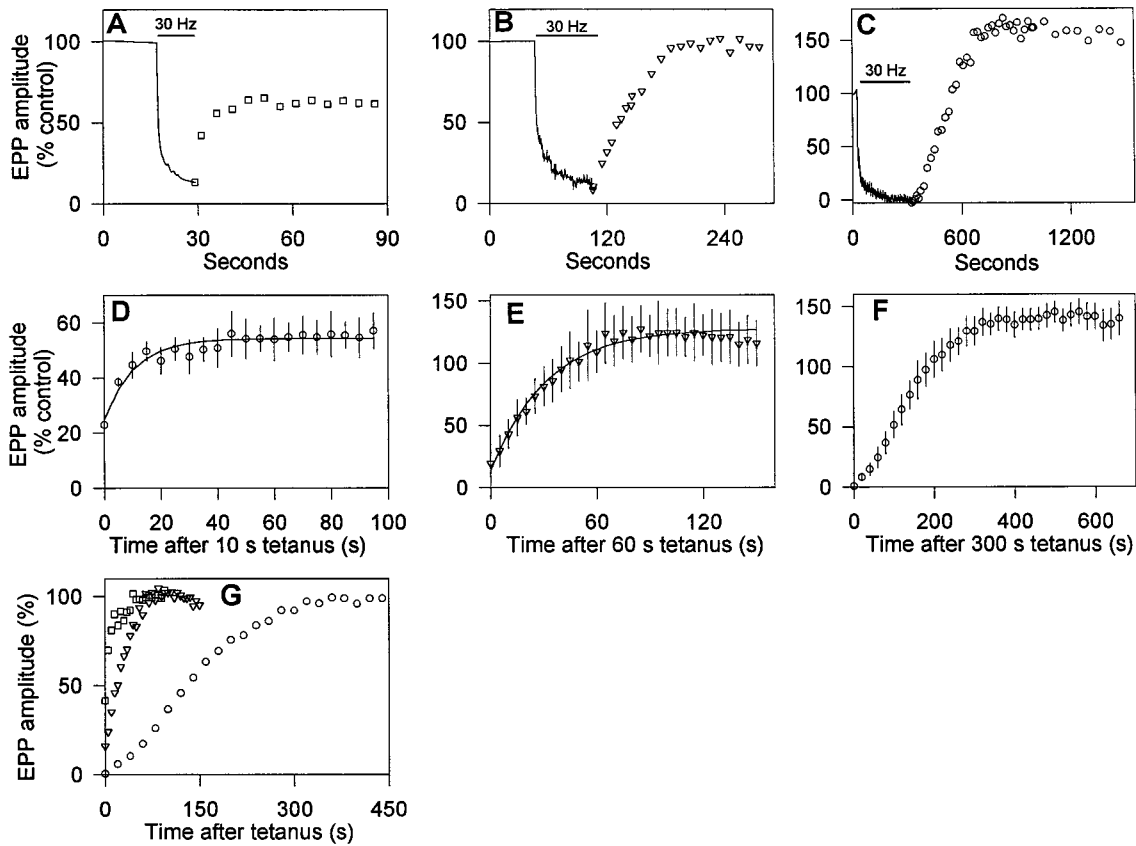 A
30 Hz
EPP amplitude
(% control)
100
50
0
0 30 60 90
Seconds
B
30 Hz
100
50
0
0 120 240
Seconds
C
30 Hz
150
100
50
0
0 600 1200
Seconds
D
EPP amplitude
(% control)
60
40
20
0
0 20 40 60 80 100
Time after 10 s tetanus (s)
E
150
100
50
0
0 60 120
Time after 60 s tetanus (s)
F
150
100
50
0
0 200 400 600
Time after 300 s tetanus (s)
G
EPP amplitude (%)
100
50
0
0 150 300 450
Time after tetanus (s)